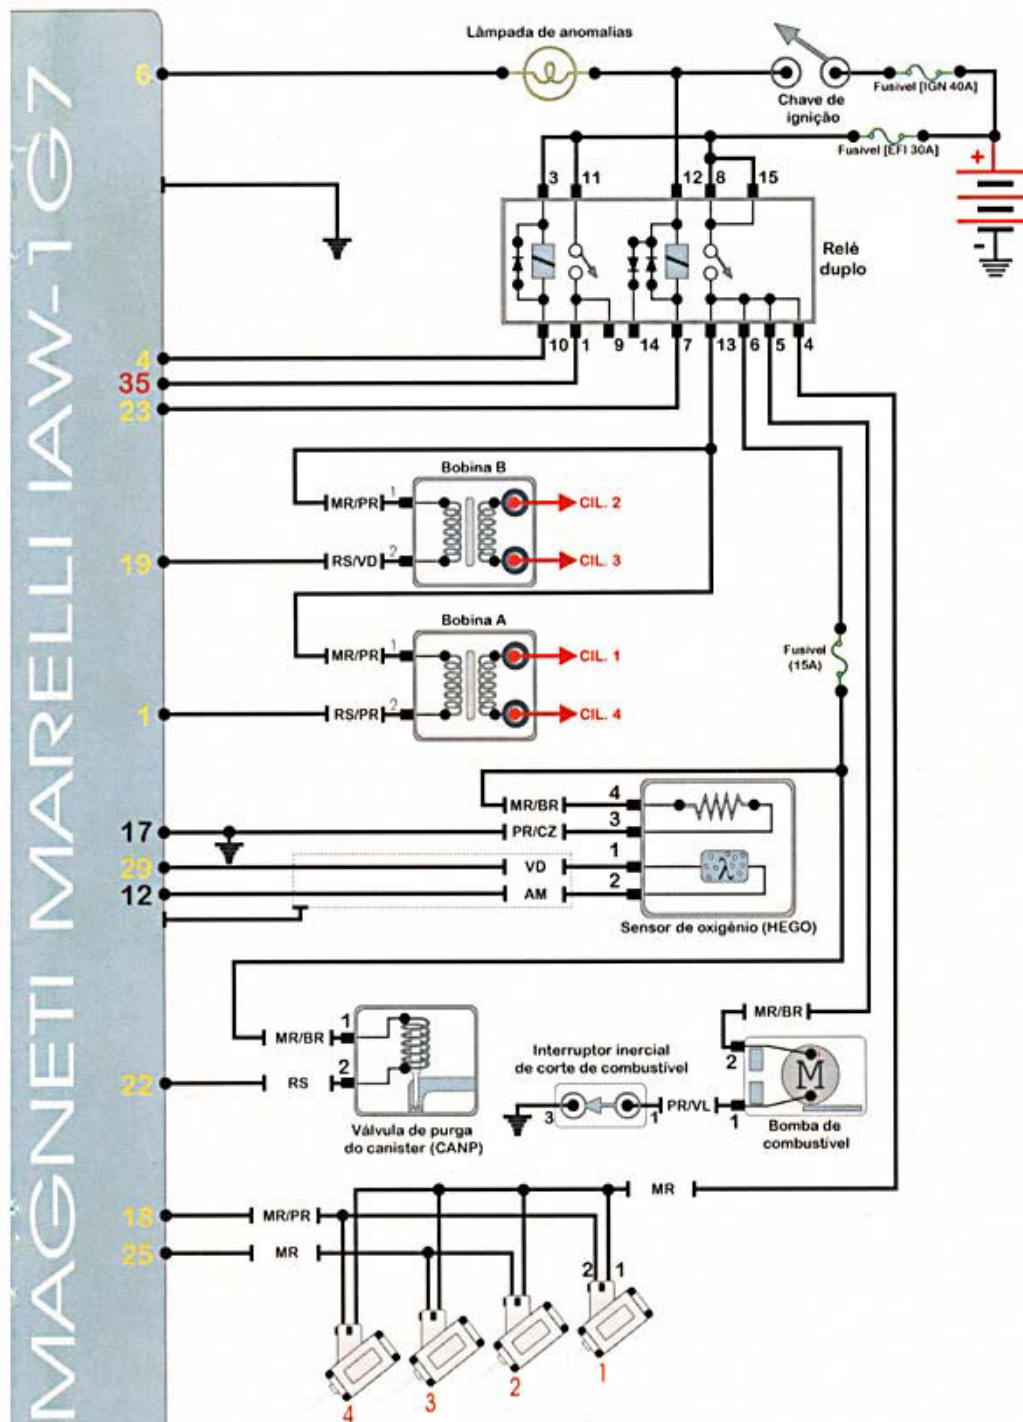 MAGNETI MARELLI IAW-1G7
Lâmpada de anomalias
6
Chave de
ignição
Fusível [IGN 40A]
Fusível [EFI 30A]
+
-
3 11 12 8 15
Relé
duplo
10 1 9 14 7 13 6 5 4
4
35
23
Bobina B
MR/PR 1
CIL. 2
19
RS/VD 2
CIL. 3
Bobina A
MR/PR 1
CIL. 1
1
RS/PR 2
CIL. 4
Fusível
(15A)
MR/BR 4
17
PR/CZ 3
29
VD 1
λ
12
AM 2
Sensor de oxigênio (HEGO)
MR/BR 1
22
RS 2
Válvula de purga
do canister (CANP)
Interruptor inercial
de corte de combustível
3 1
PR/VL
MR/BR
2
M
+
1
Bomba de
combustível
MR
18
MR/PR
25
MR
2 1
4 3 2 1